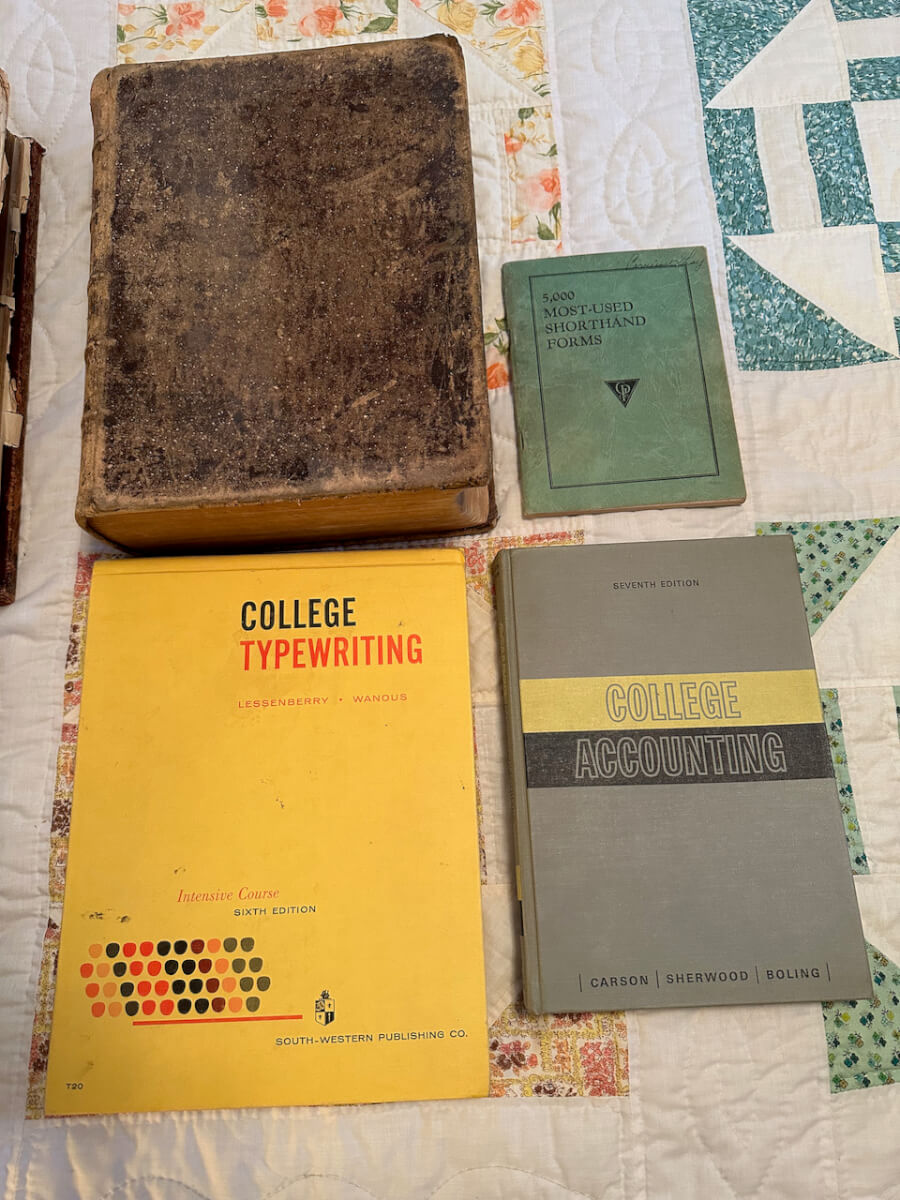 5,000
MOST-USED
SHORTHAND
FORMS
COLLEGE
TYPEWRITING
LESSENBERRY · WANOUS
Intensive Course
SIXTH EDITION
SOUTH-WESTERN PUBLISHING CO.
T20
SEVENTH EDITION
COLLEGE
ACCOUNTING
| CARSON | SHERWOOD | BOLING |